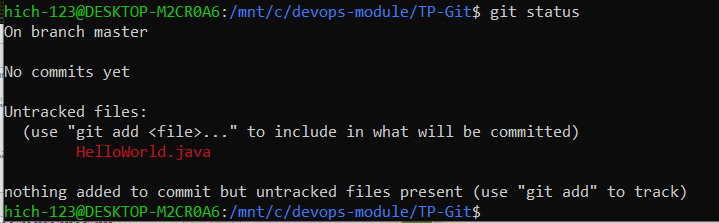 hich-123@DESKTOP-M2CR0A6:/mnt/c/devops-module/TP-Git$ git status
On branch master
No commits yet
Untracked files:
(use "git add <file>..." to include in what will be committed)
HelloWorld.java
nothing added to commit but untracked files present (use "git add" to track)
hich-123@DESKTOP-M2CR0A6:/mnt/c/devops-module/TP-Git$